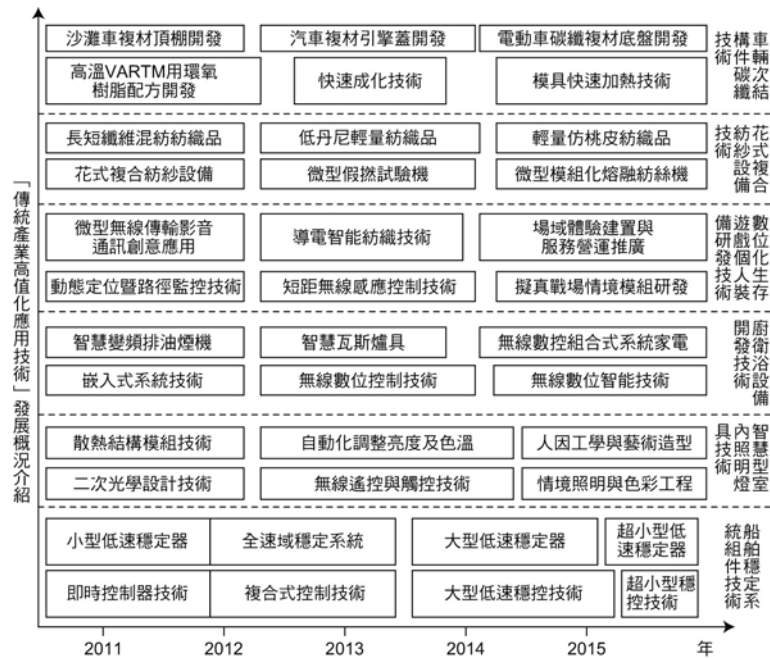 「傳統產業高值化應用技術」發展概況介紹
沙灘車複材頂棚開發
汽車複材引擎蓋開發
電動車碳纖複材底盤開發
高溫VARTM用環氧
樹脂配方開發
快速成化技術
模具快速加熱技術
車輛次結
構件碳纖
技術
長短纖維混紡紡織品
低丹尼輕量紡織品
輕量仿桃皮紡織品
花式複合紡紗設備
微型假撚試驗機
微型模組化熔融紡絲機
花式複合
紡紗設備
技術
微型無線傳輸影音
通訊創意應用
導電智能紡織技術
場域體驗建置與
服務營運推廣
動態定位暨路徑監控技術
短距無線感應控制技術
擬真戰場情境模組研發
數位化生存
遊戲個人裝
備研發技術
智慧變頻排油煙機
智慧瓦斯爐具
無線數控組合式系統家電
嵌入式系統技術
無線數位控制技術
無線數位智能技術
廚衛浴設備
開發技術
散熱結構模組技術
自動化調整亮度及色溫
人因工學與藝術造型
二次光學設計技術
無線遙控與觸控技術
情境照明與色彩工程
智慧型室
內照明燈
具技術
小型低速穩定器
全速域穩定系統
大型低速穩定器
超小型低
速穩定器
即時控制器技術
複合式控制技術
大型低速穩控技術
超小型穩
控技術
船舶穩定系
統組件技術
2011
2012
2013
2014
2015
年